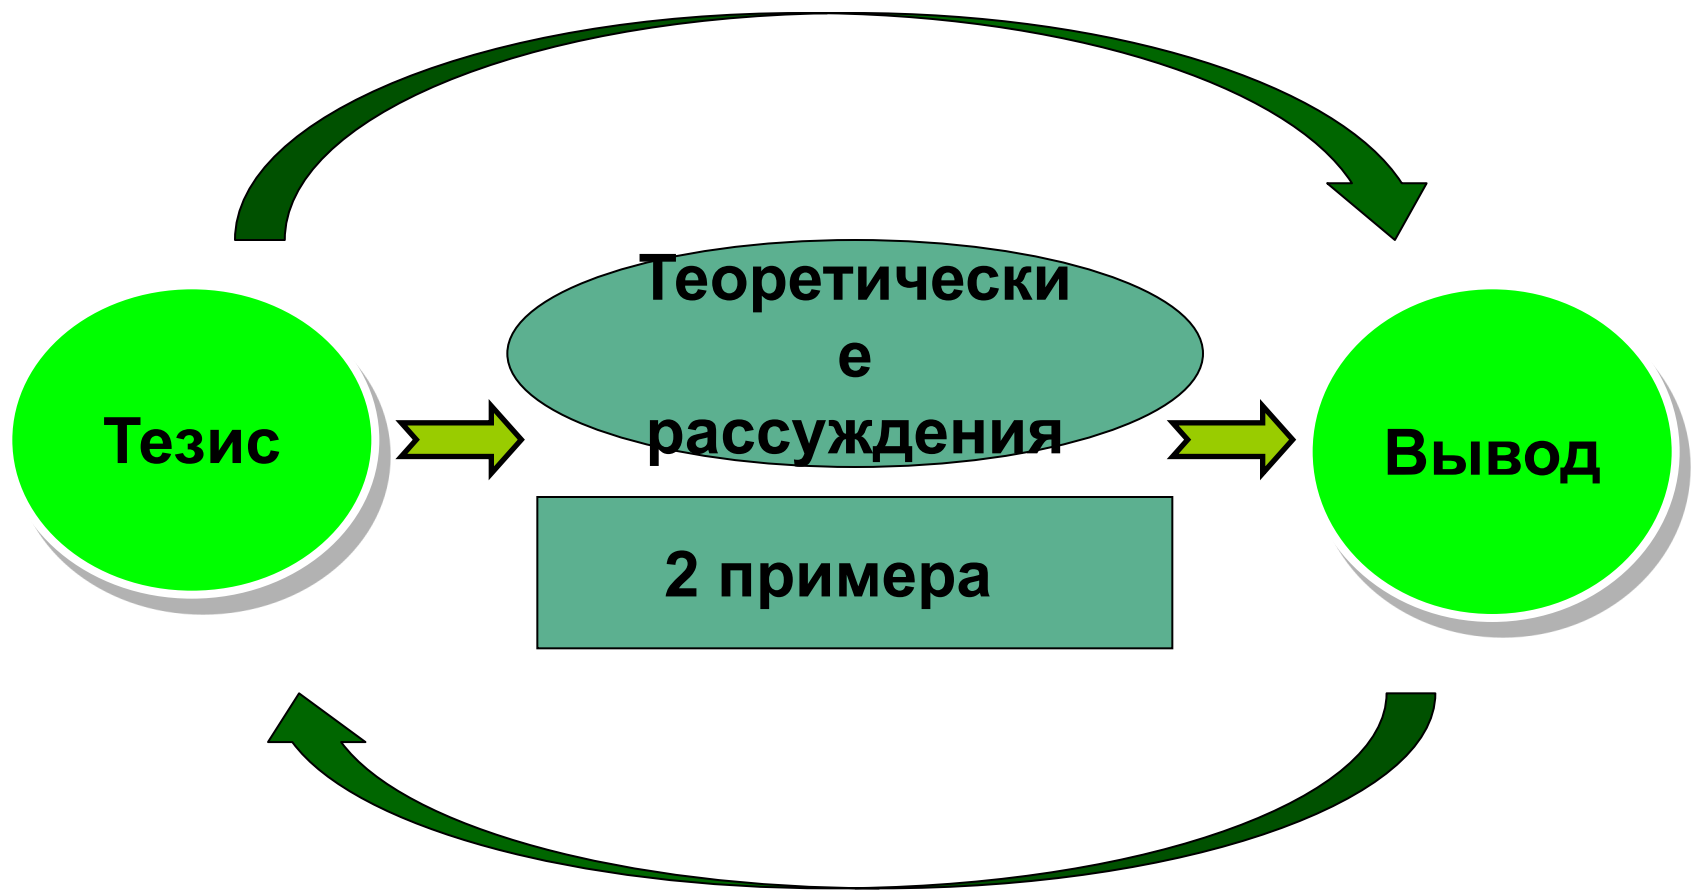 Теоретически
е
рассуждения
Тезис
Вывод
2 примера